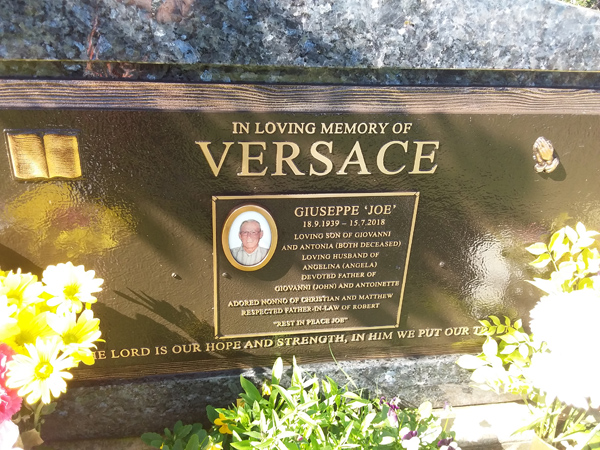 IN LOVING MEMORY OF
VERSACE
GIUSEPPE 'JOE'
18.9.1939 – 15.7.2018
LOVING SON OF GIOVANNI
AND ANTONIA (BOTH DECEASED)
LOVING HUSBAND OF
ANGELINA (ANGELA)
DEVOTED FATHER OF
GIOVANNI (JOHN) AND ANTOINETTE
ADORED NONNO OF CHRISTIAN AND MATTHEW
RESPECTED FATHER-IN-LAW OF ROBERT
"REST IN PEACE JOE"
LORD IS OUR HOPE AND STRENGTH, IN HIM WE PUT OUR